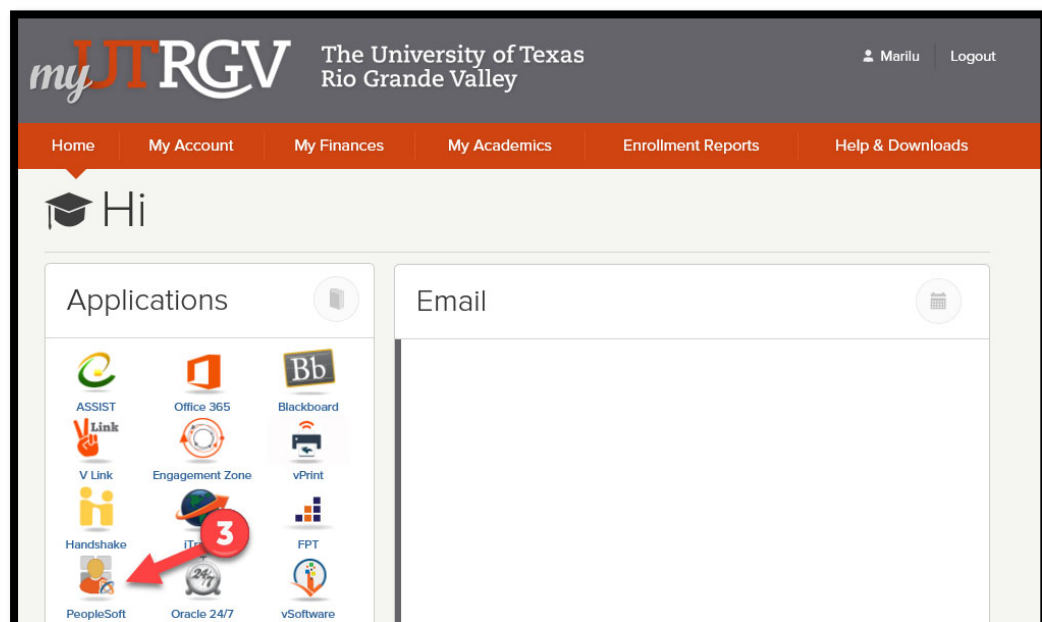 myUTRGV
The University of Texas
Rio Grande Valley
Marilu Logout
Home My Account My Finances My Academics Enrollment Reports Help & Downloads
Hi
Applications
Email
Bb
ASSIST Office 365 Blackboard
Link
V Link Engagement Zone vPrint
Handshake FPT
3
24/7
PeopleSoft Oracle 24/7 vSoftware